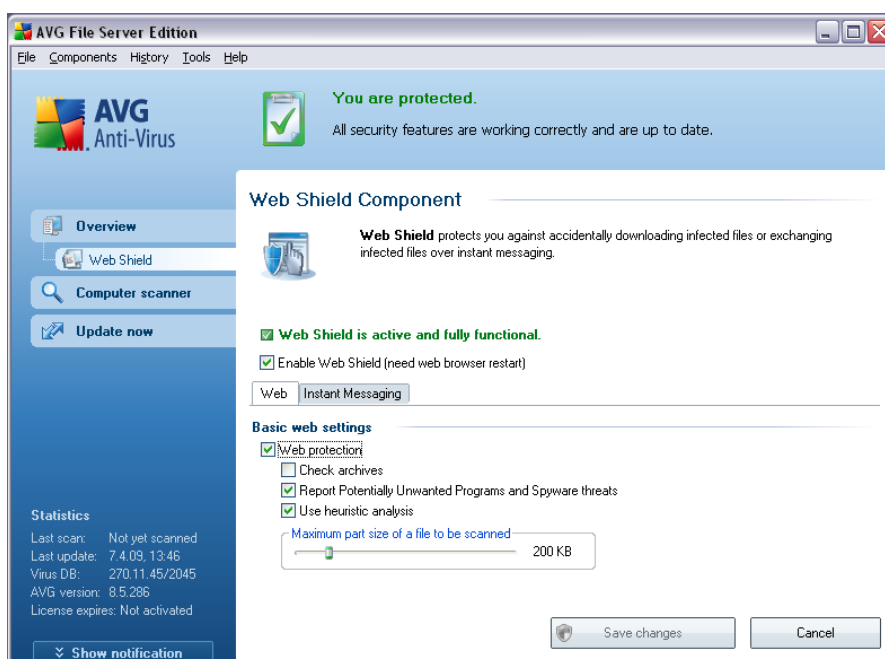 AVG File Server Edition
File Components History Tools Help
AVG
Anti-Virus
You are protected.
All security features are working correctly and are up to date.
Overview
Web Shield
Computer scanner
Update now
Statistics
Last scan: Not yet scanned
Last update: 7.4.09, 13:46
Virus DB: 270.11.45/2045
AVG version: 8.5.286
License expires: Not activated
Show notification
Web Shield Component
Web Shield protects you against accidentally downloading infected files or exchanging
infected files over instant messaging.
Web Shield is active and fully functional.
Enable Web Shield (need web browser restart)
Web Instant Messaging
Basic web settings
Web protection
Check archives
Report Potentially Unwanted Programs and Spyware threats
Use heuristic analysis
Maximum part size of a file to be scanned
200 KB
Save changes Cancel